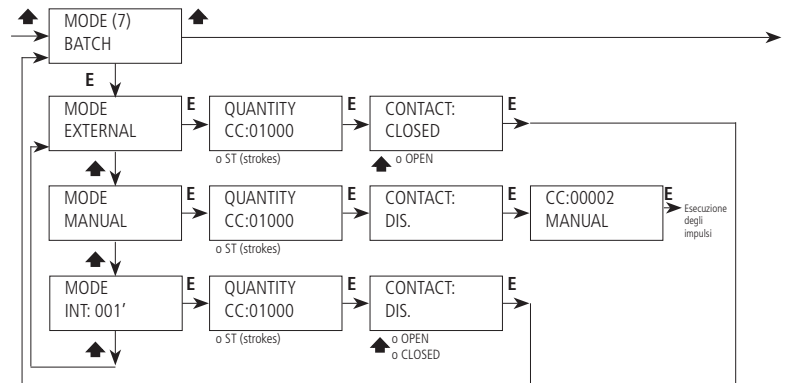 MODE (7)
BATCH
E
MODE
EXTERNAL
E
QUANTITY
CC:01000
o ST (strokes)
E
CONTACT:
CLOSED
o OPEN
E
MODE
MANUAL
E
QUANTITY
CC:01000
o ST (strokes)
E
CONTACT:
DIS.
E
CC:00002
MANUAL
E
Esecuzione
degli
impulsi
MODE
INT: 001'
E
QUANTITY
CC:01000
o ST (strokes)
E
CONTACT:
DIS.
o OPEN
o CLOSED
E